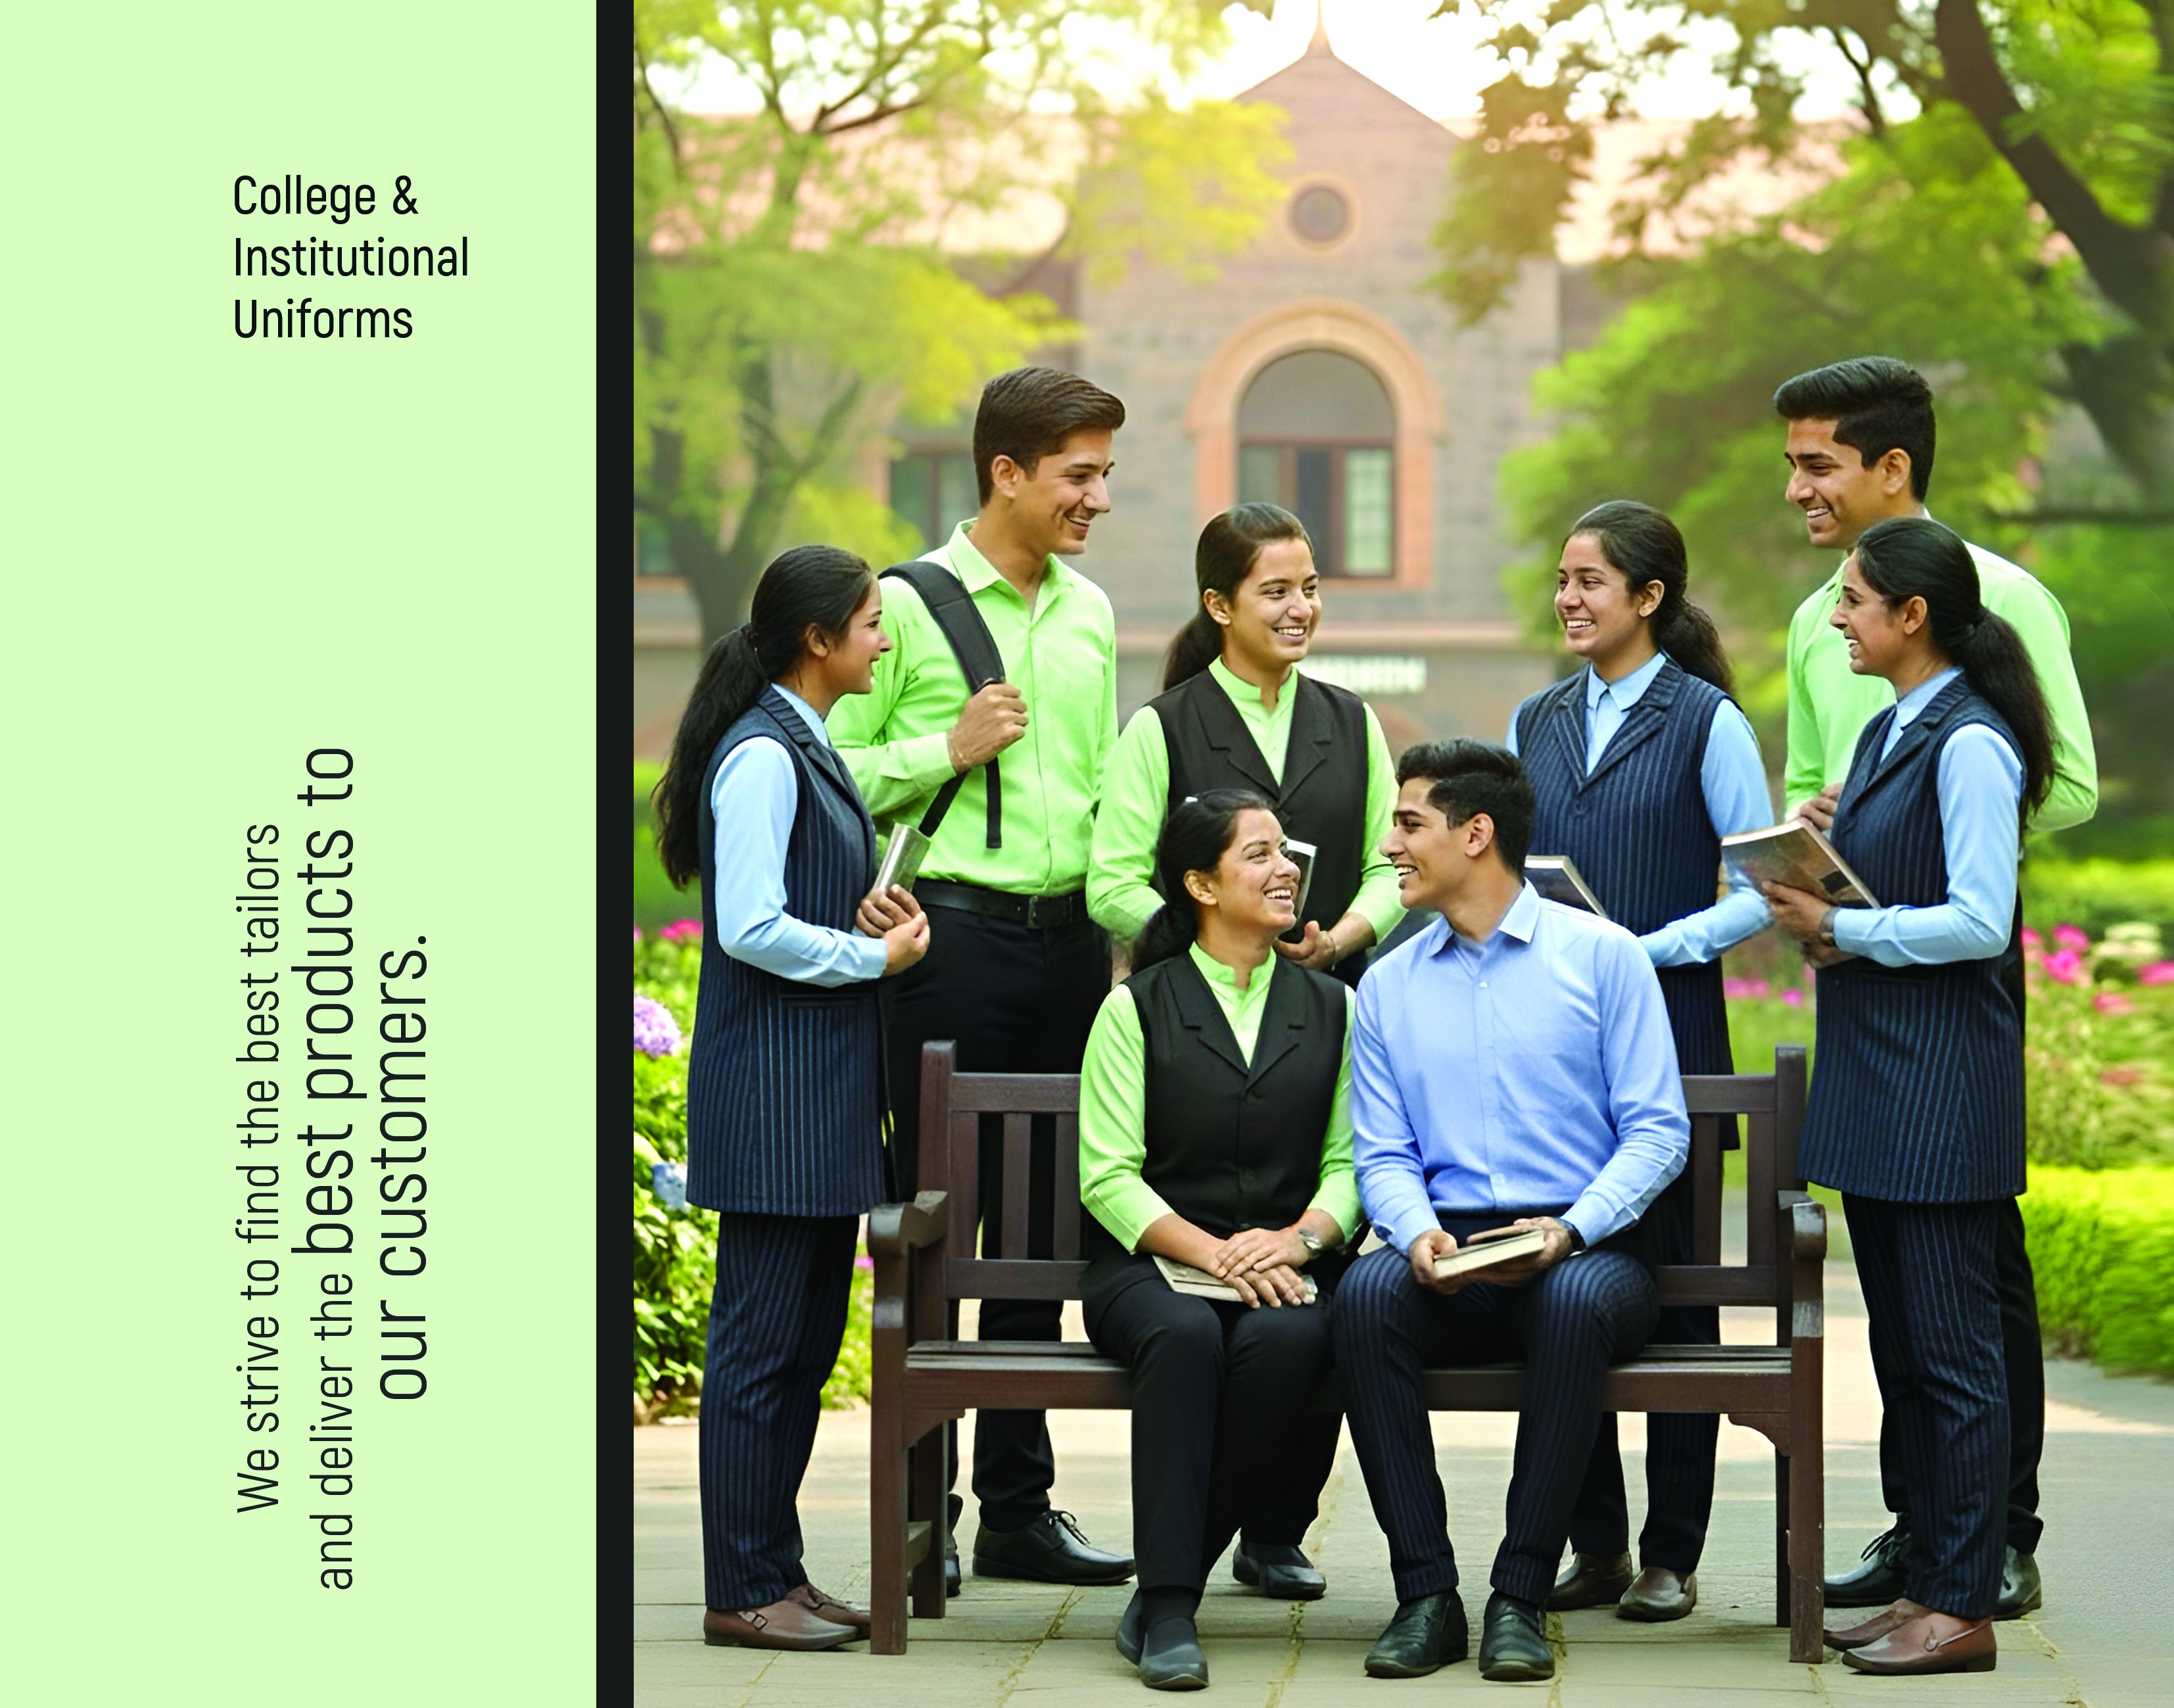 College &
Institutional
Uniforms
We strive to find the best tailors
and deliver the best products to
our customers.